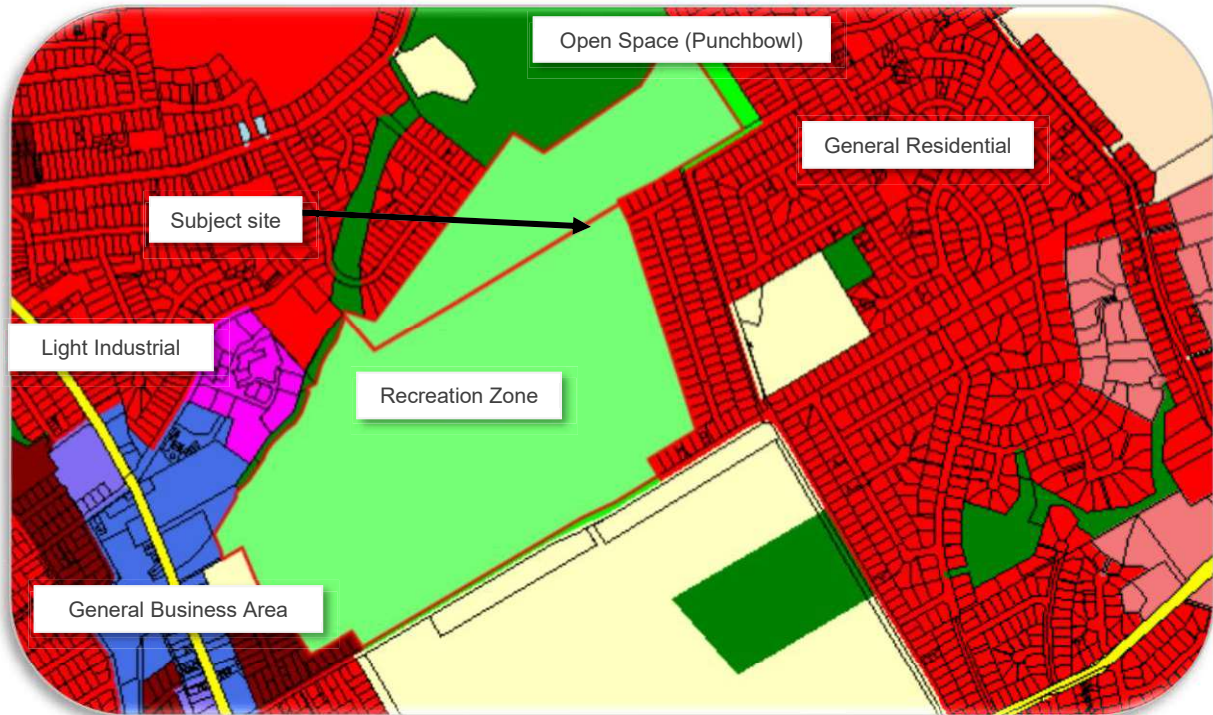 Open Space (Punchbowl)
General Residential
Subject site
Light Industrial
Recreation Zone
General Business Area